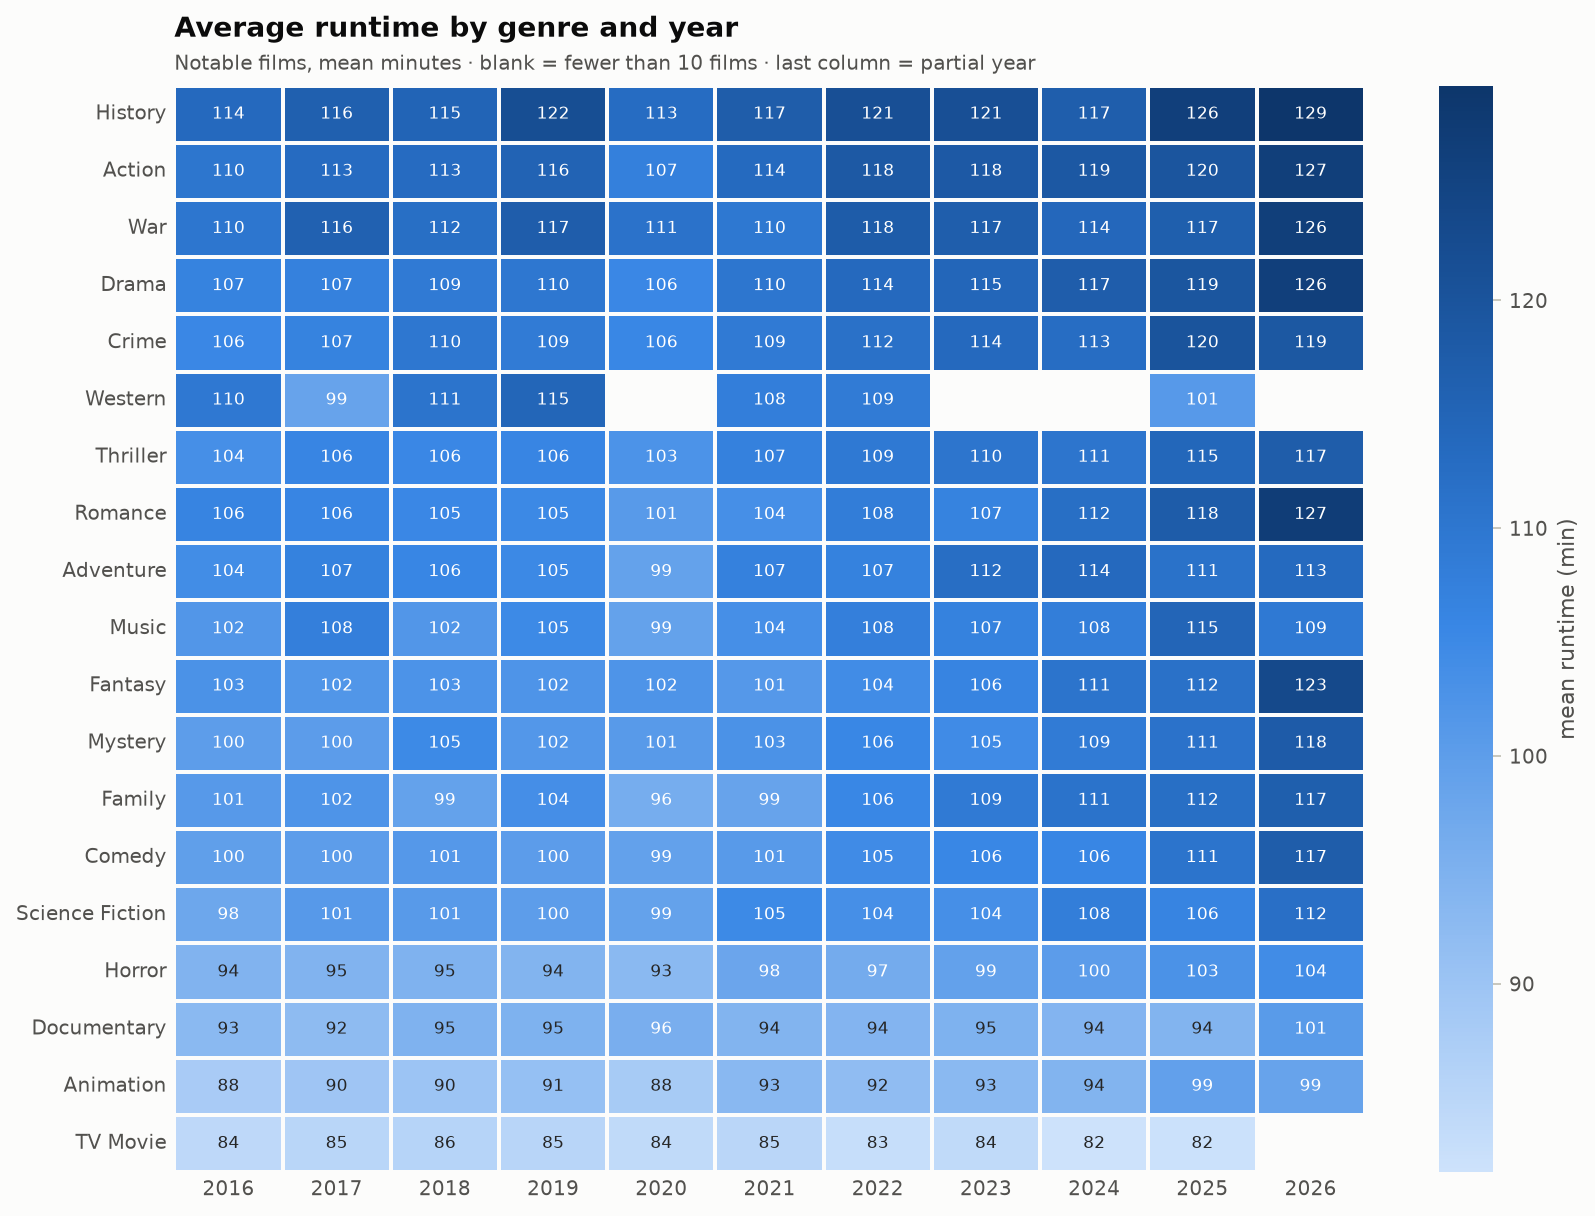 Average runtime by genre and year
Notable films, mean minutes · blank = fewer than 10 films · last column = partial year
History 114 116 115 122 113 117 121 121 117 126 129
Action 110 113 113 116 107 114 118 118 119 120 127
War 110 116 112 117 111 110 118 117 114 117 126
Drama 107 107 109 110 106 110 114 115 117 119 126
Crime 106 107 110 109 106 109 112 114 113 120 119
Western 110 99 111 115 108 109 101
Thriller 104 106 106 106 103 107 109 110 111 115 117
Romance 106 106 105 105 101 104 108 107 112 118 127
Adventure 104 107 106 105 99 107 107 112 114 111 113
Music 102 108 102 105 99 104 108 107 108 115 109
Fantasy 103 102 103 102 102 101 104 106 111 112 123
Mystery 100 100 105 102 101 103 106 105 109 111 118
Family 101 102 99 104 96 99 106 109 111 112 117
Comedy 100 100 101 100 99 101 105 106 106 111 117
Science Fiction 98 101 101 100 99 105 104 104 108 106 112
Horror 94 95 95 94 93 98 97 99 100 103 104
Documentary 93 92 95 95 96 94 94 95 94 94 101
Animation 88 90 90 91 88 93 92 93 94 99 99
TV Movie 84 85 86 85 84 85 83 84 82 82
2016 2017 2018 2019 2020 2021 2022 2023 2024 2025 2026
120
110
100
90
mean runtime (min)